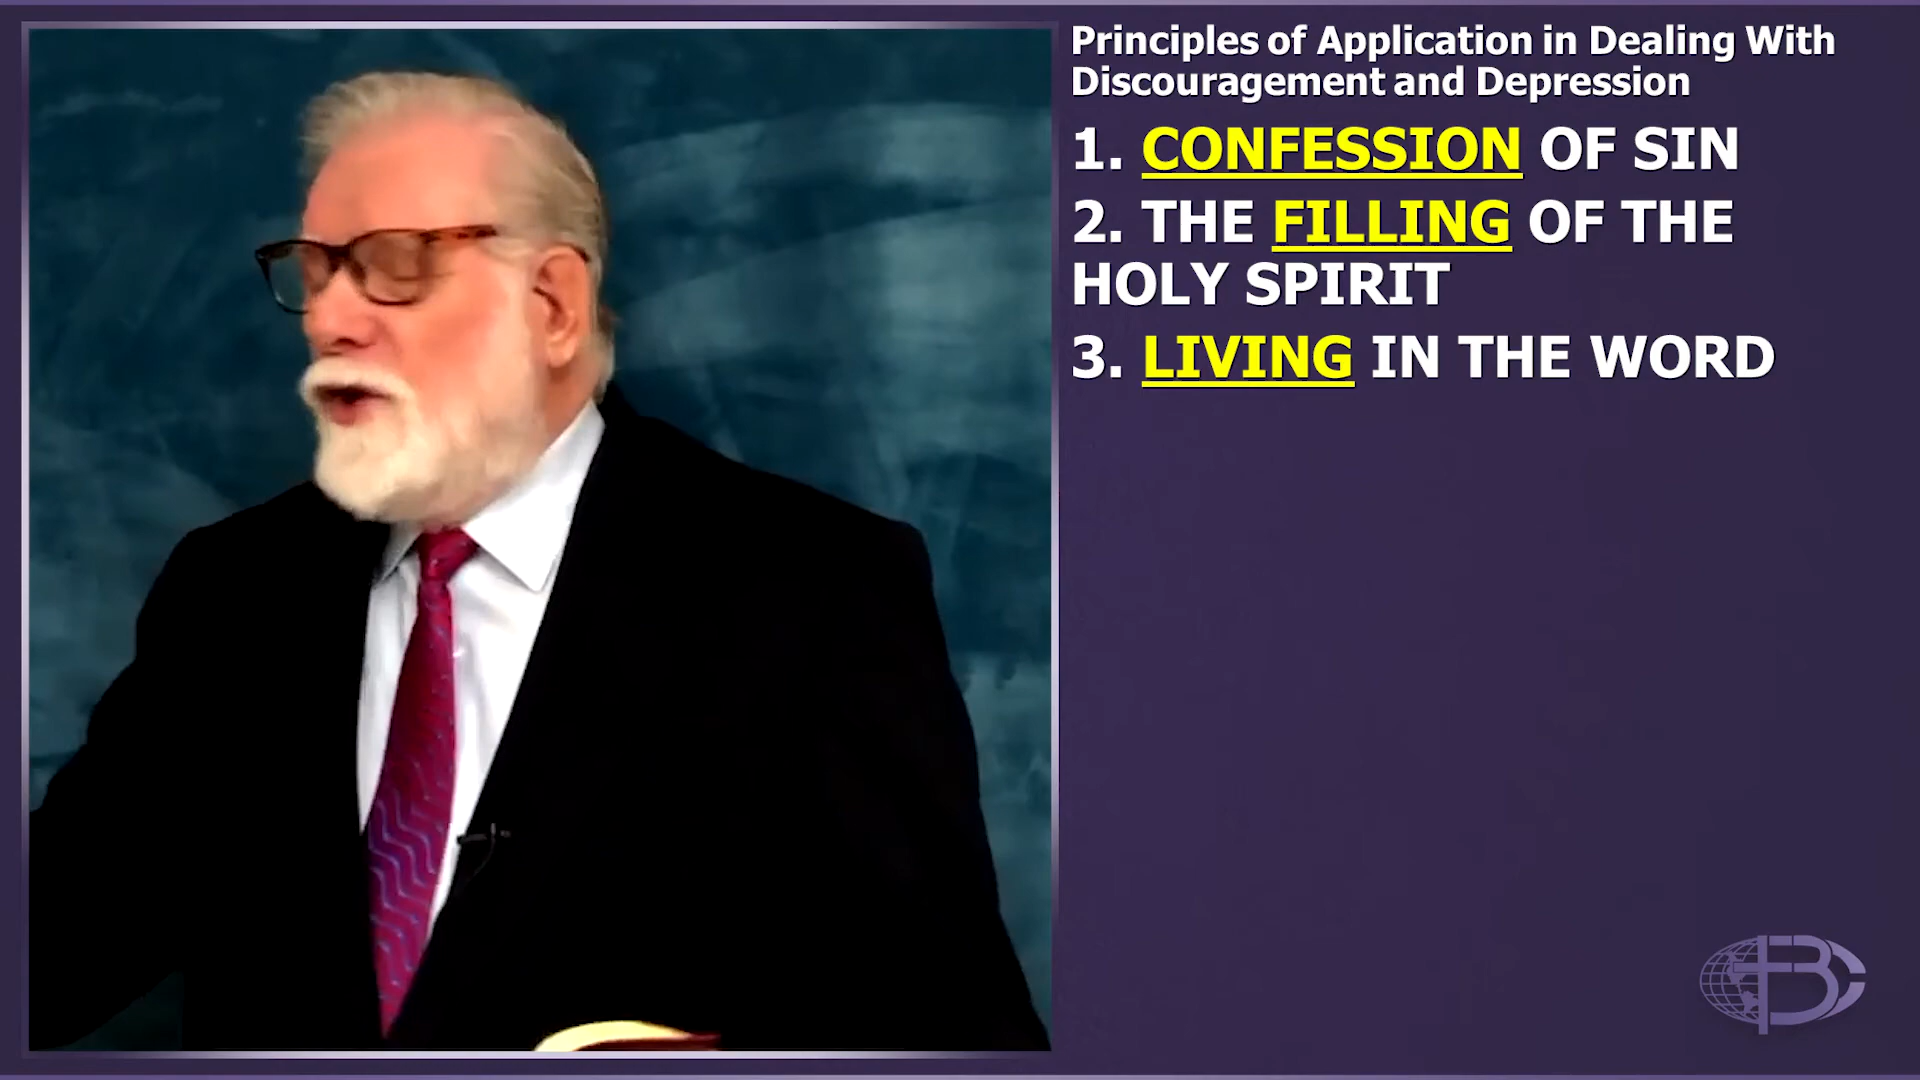 Principles of Application in Dealing With
Discouragement and Depression
1. CONFESSION OF SIN
2. THE FILLING OF THE
HOLY SPIRIT
3. LIVING IN THE WORD